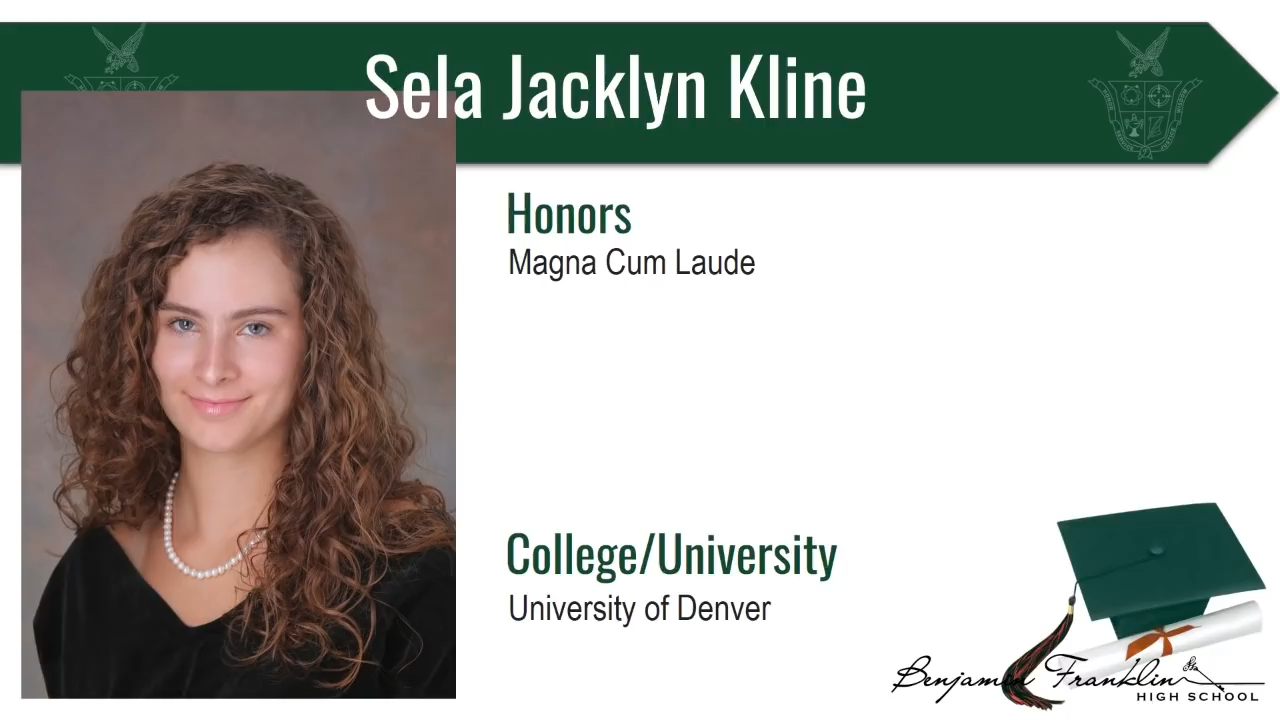 Sela Jacklyn Kline
Honors
Magna Cum Laude
College/University
University of Denver
Benjamin Franklin
HIGH SCHOOL